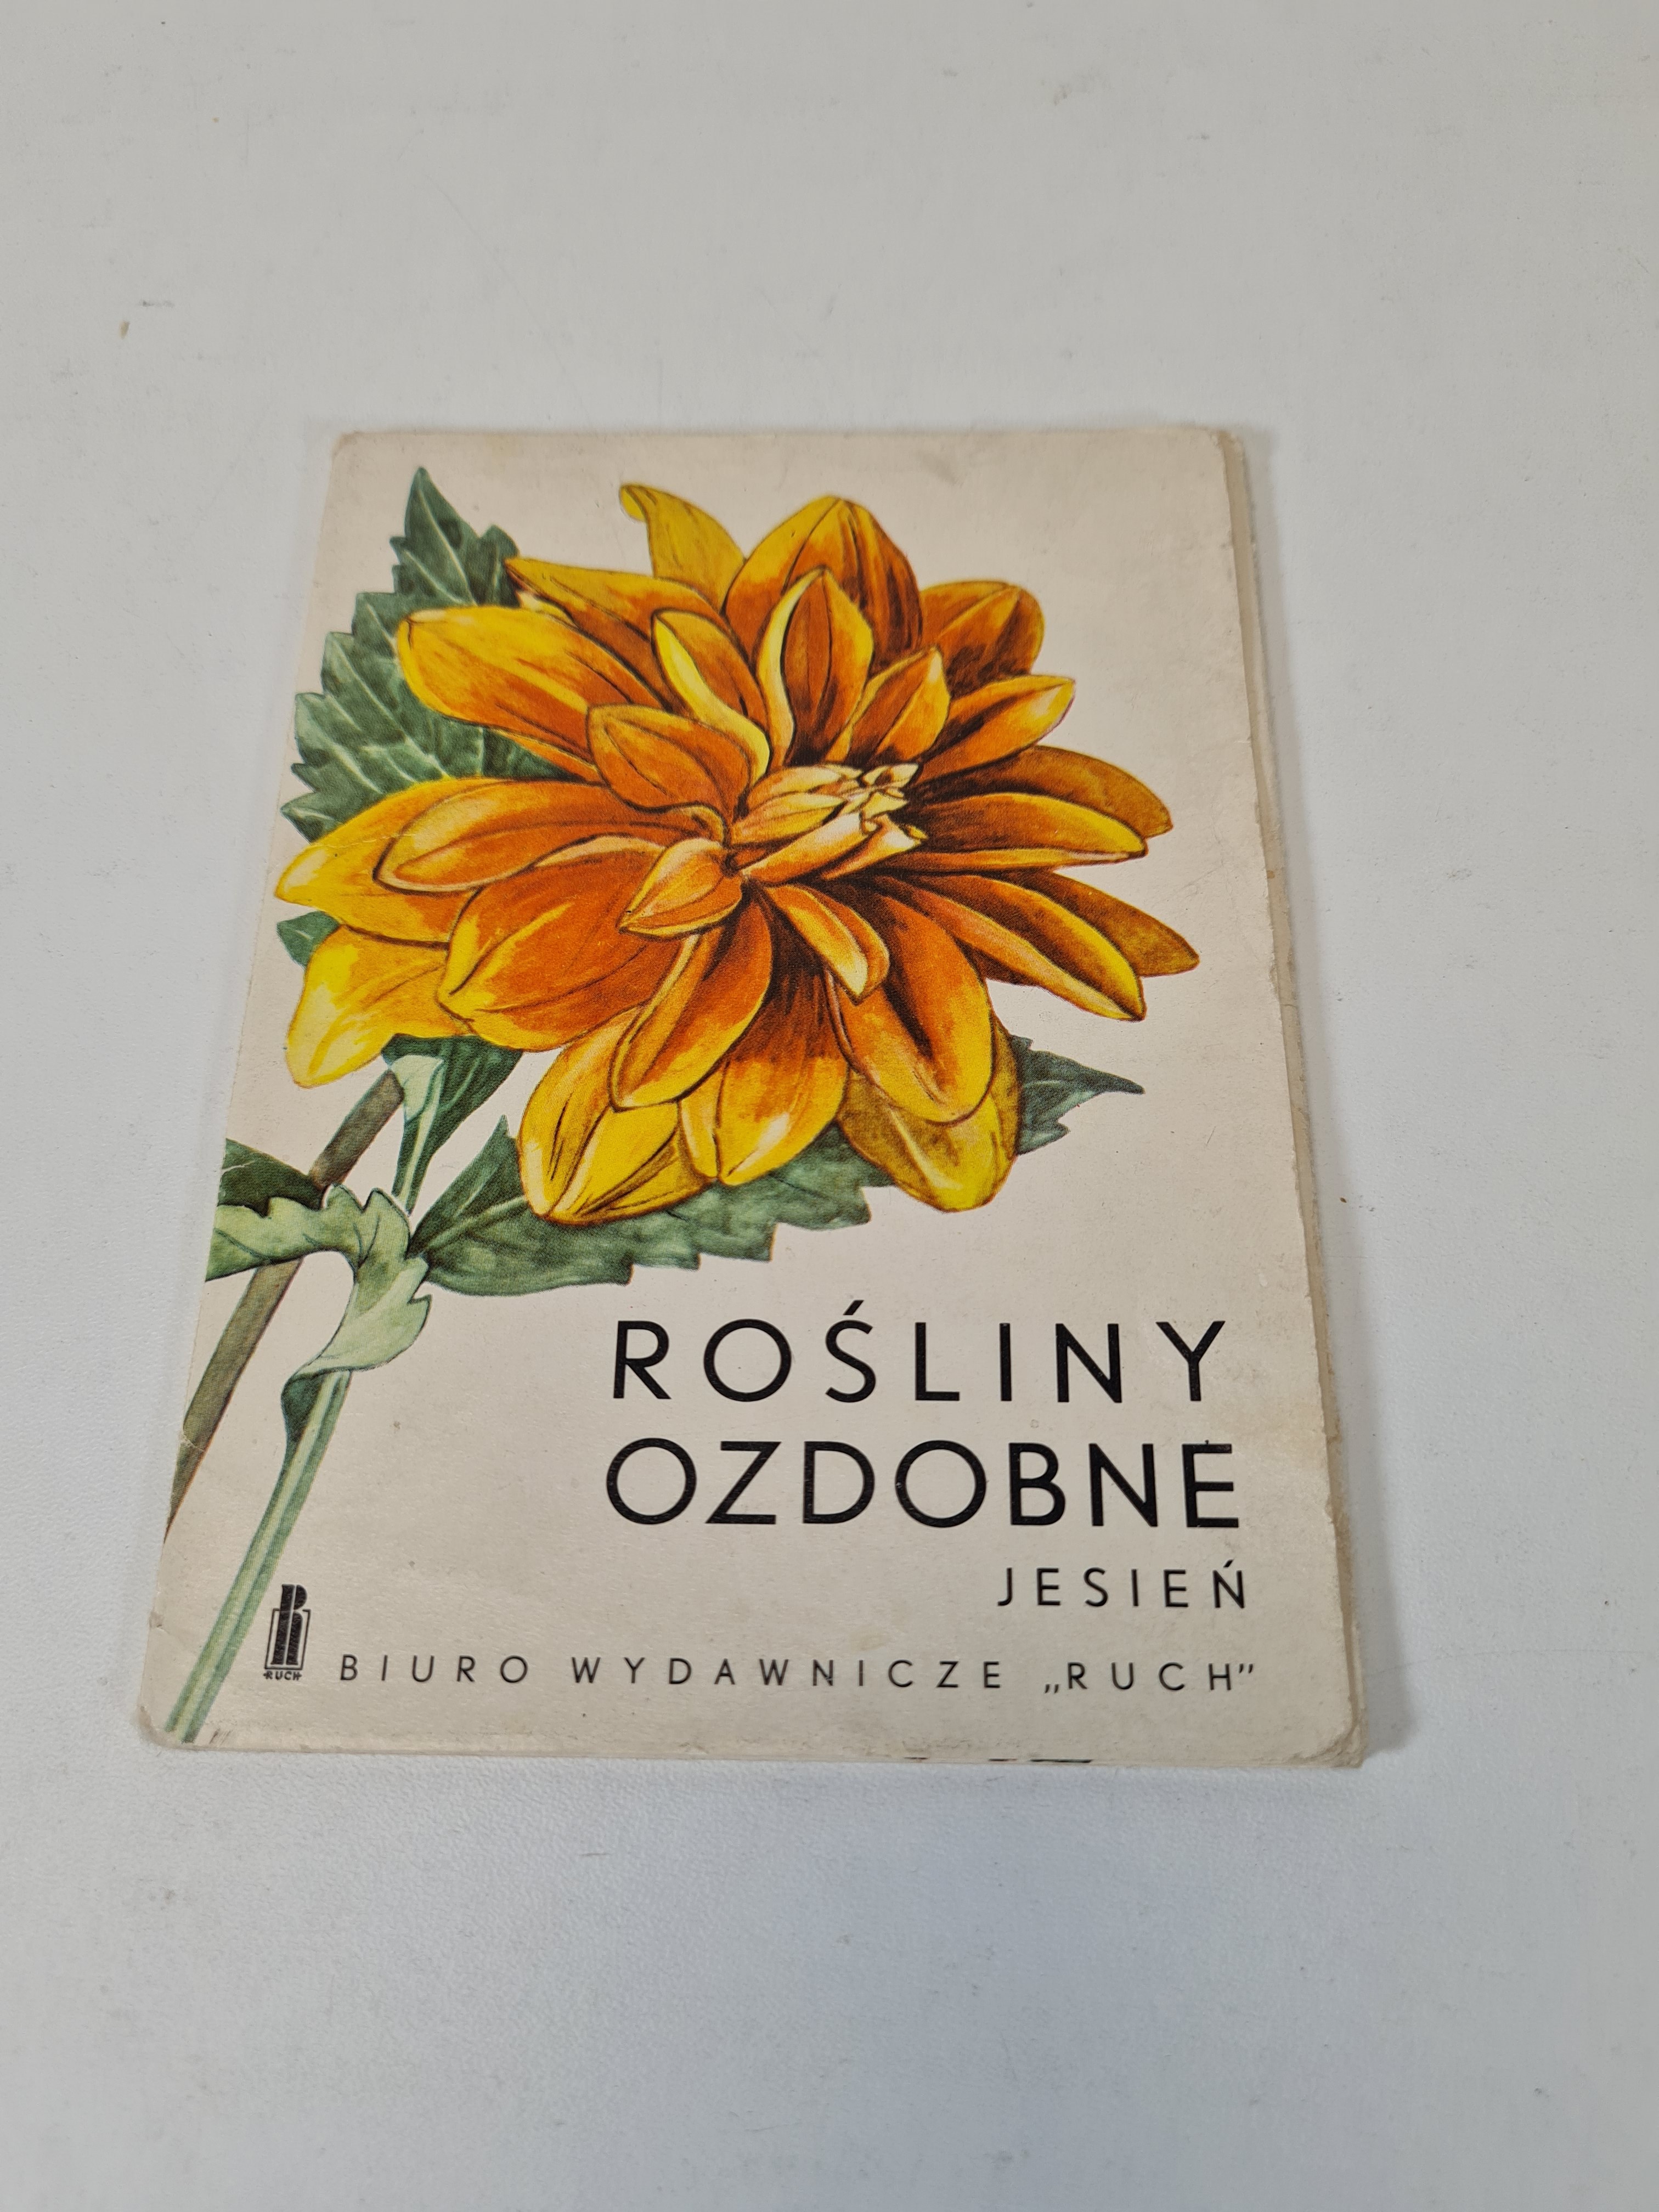 ROŚLINY
OZDOBNE
JESIEŃ
RUCH
BIURO WYDAWNICZE „RUCH”